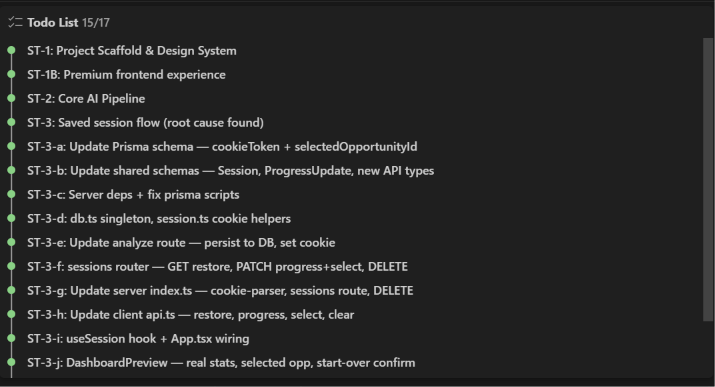 Todo List 15/17
ST-1: Project Scaffold & Design System
ST-1B: Premium frontend experience
ST-2: Core AI Pipeline
ST-3: Saved session flow (root cause found)
ST-3-a: Update Prisma schema — cookieToken + selectedOpportunityId
ST-3-b: Update shared schemas — Session, ProgressUpdate, new API types
ST-3-c: Server deps + fix prisma scripts
ST-3-d: db.ts singleton, session.ts cookie helpers
ST-3-e: Update analyze route — persist to DB, set cookie
ST-3-f: sessions router — GET restore, PATCH progress+select, DELETE
ST-3-g: Update server index.ts — cookie-parser, sessions route, DELETE
ST-3-h: Update client api.ts — restore, progress, select, clear
ST-3-i: useSession hook + App.tsx wiring
ST-3-j: DashboardPreview — real stats, selected opp, start-over confirm